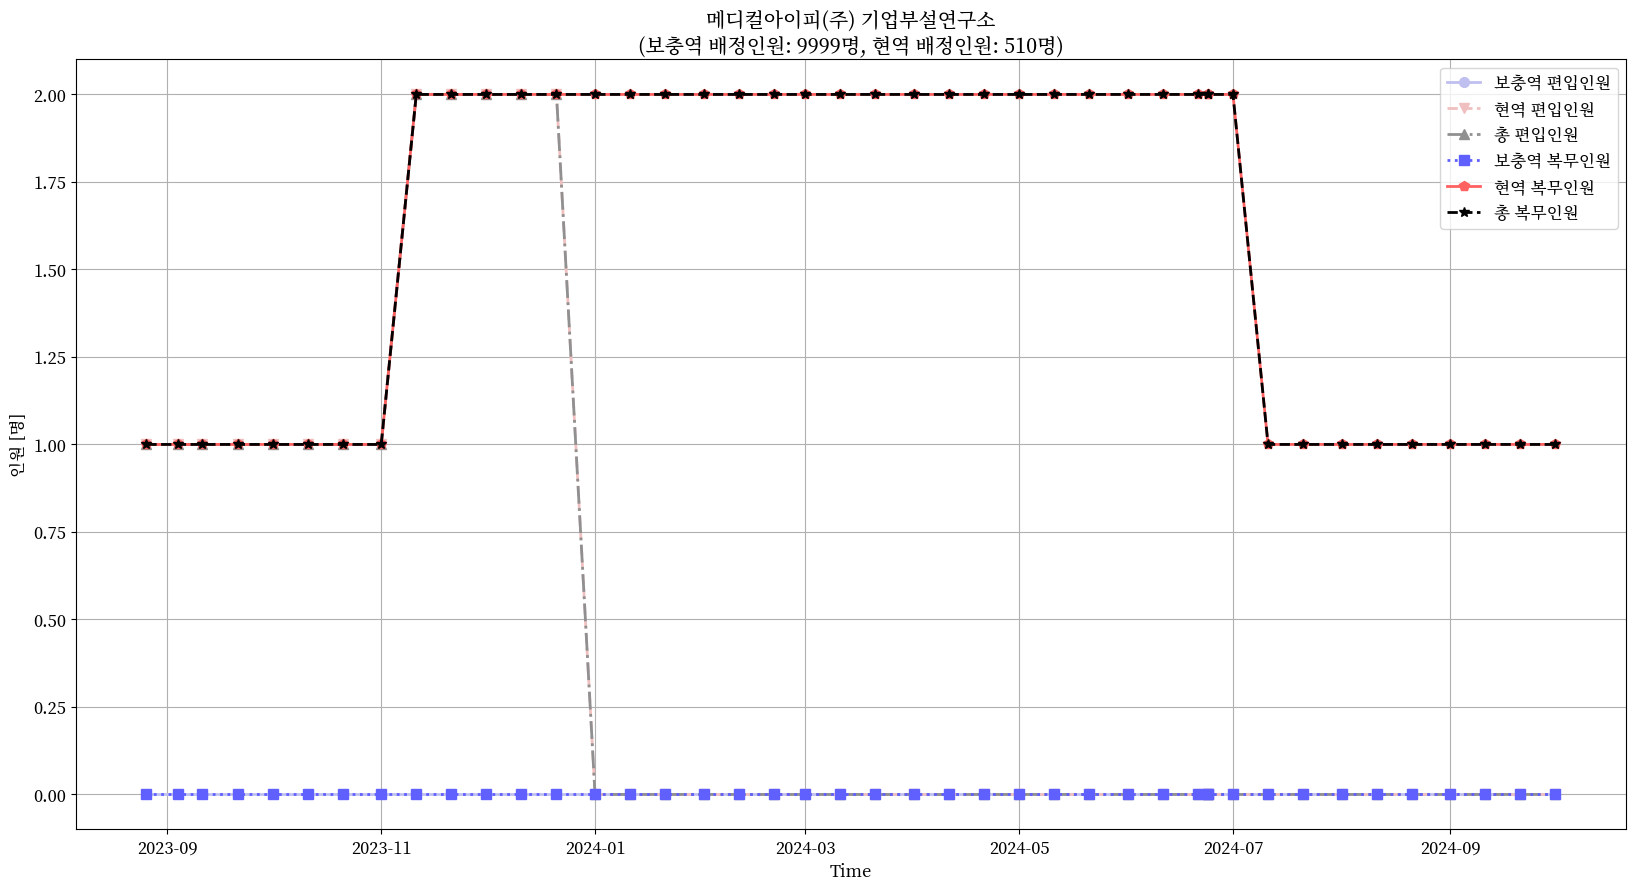 메디컬아이피(주) 기업부설연구소
(보충역 배정인원: 9999명, 현역 배정인원: 510명)
보충역 편입인원
현역 편입인원
총 편입인원
보충역 복무인원
현역 복무인원
총 복무인원
인원 [명]
2.00
1.75
1.50
1.25
1.00
0.75
0.50
0.25
0.00
2023-09 2023-11 2024-01 2024-03 2024-05 2024-07 2024-09
Time